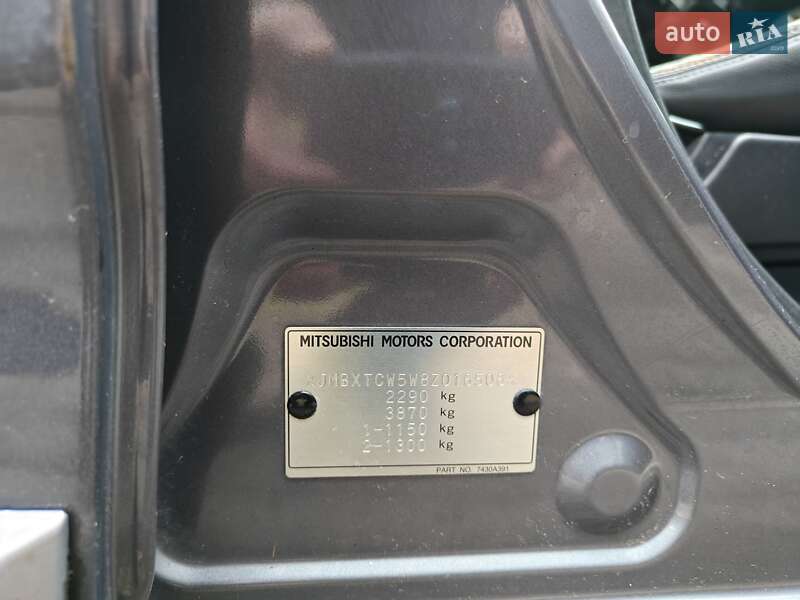 auto RIA
MITSUBISHI MOTORS CORPORATION
2290 kg
3870 kg
1-1150 kg
2-1300 kg
PART NO. 7430A391